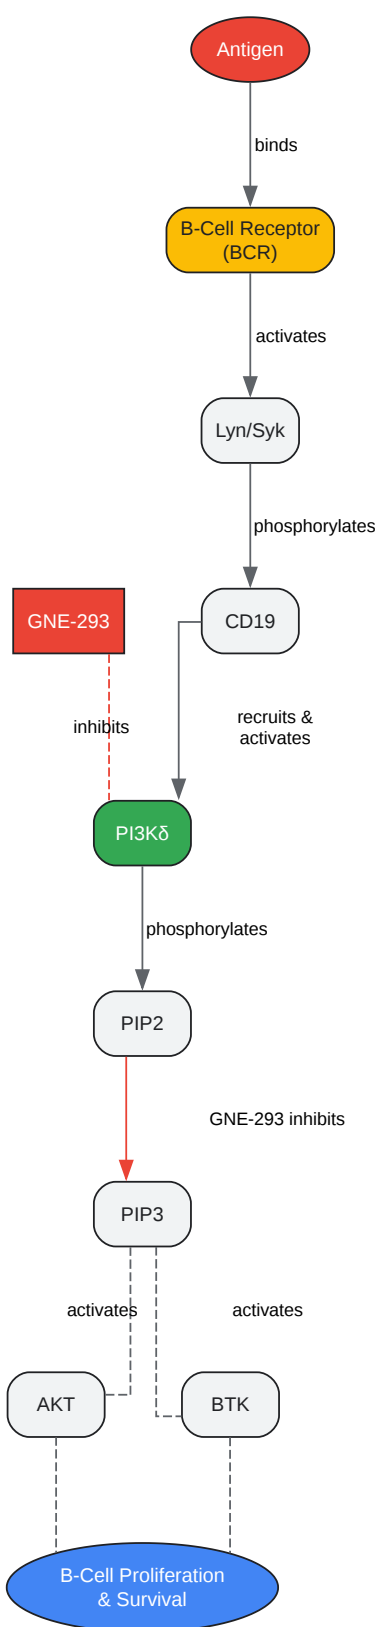 Antigen
binds
B-Cell Receptor
(BCR)
activates
Lyn/Syk
phosphorylates
GNE-293
CD19
inhibits
recruits &
activates
PI3Kδ
phosphorylates
PIP2
GNE-293 inhibits
PIP3
activates
activates
AKT
BTK
B-Cell Proliferation
& Survival